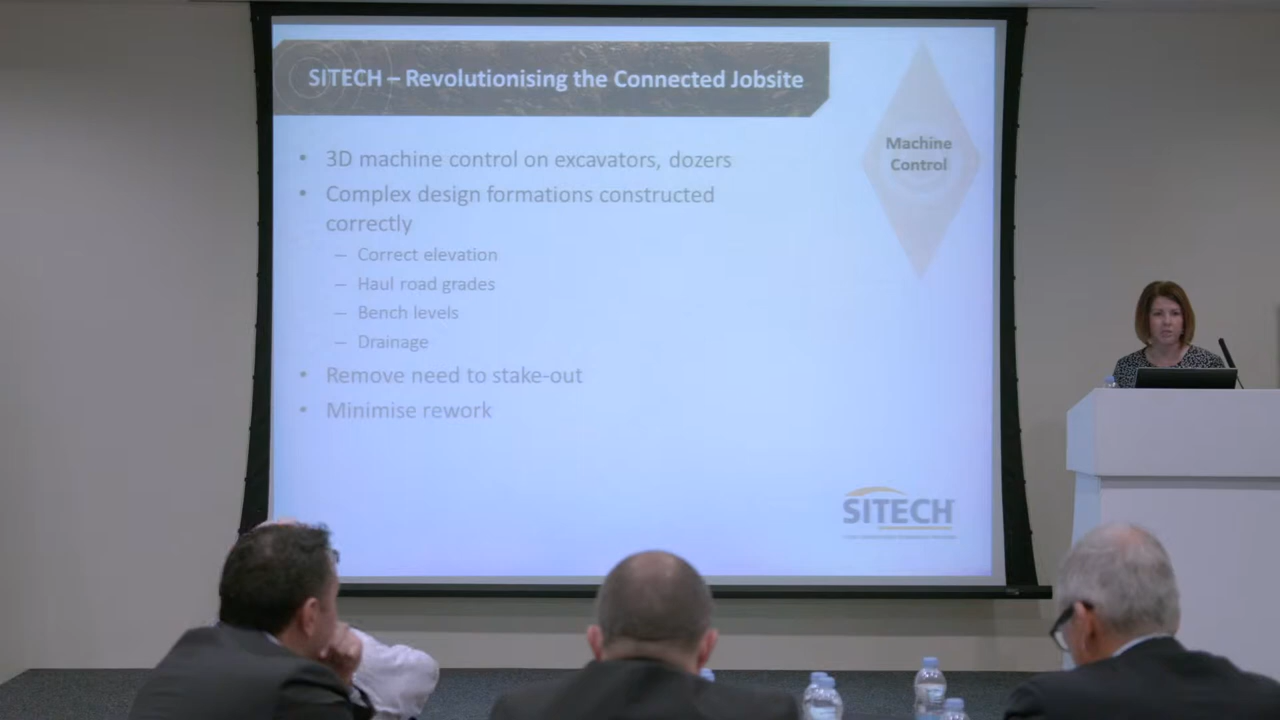 SITECH – Revolutionising the Connected Jobsite
Machine
Control
• 3D machine control on excavators, dozers
• Complex design formations constructed
correctly
– Correct elevation
– Haul road grades
– Bench levels
– Drainage
• Remove need to stake-out
• Minimise rework
SITECH